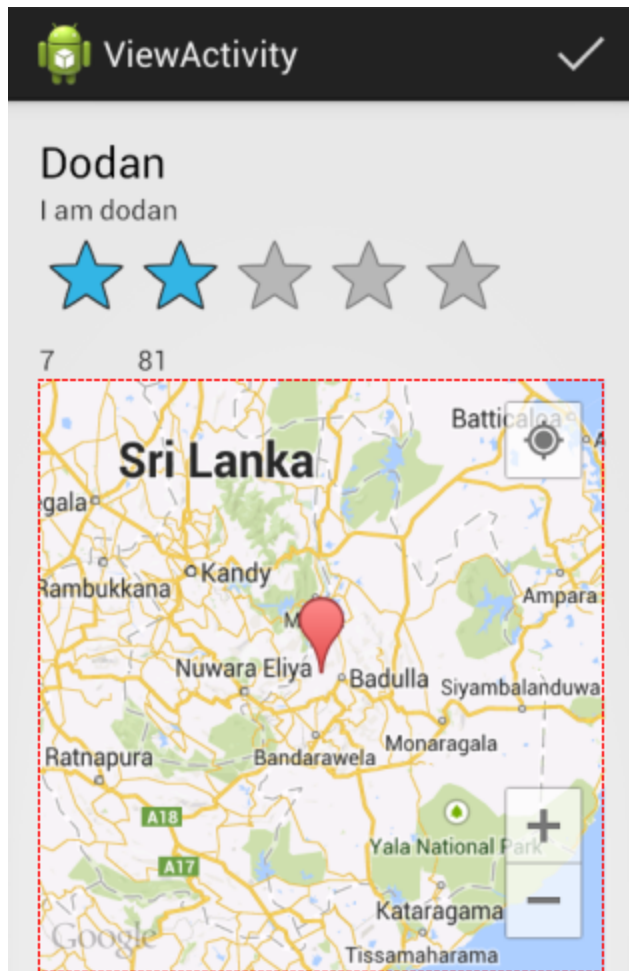 ViewActivity
Dodan
I am dodan
7 81
Batticaloa
Sri Lanka
gala
Kandy
Rambukkana
Ampara
M
Nuwara Eliya
Badulla
Siyambalanduwa
Monaragala
Bandarawela
Ratnapura
A18
Yala National Park
A17
Kataragama
Google
Tissamaharama